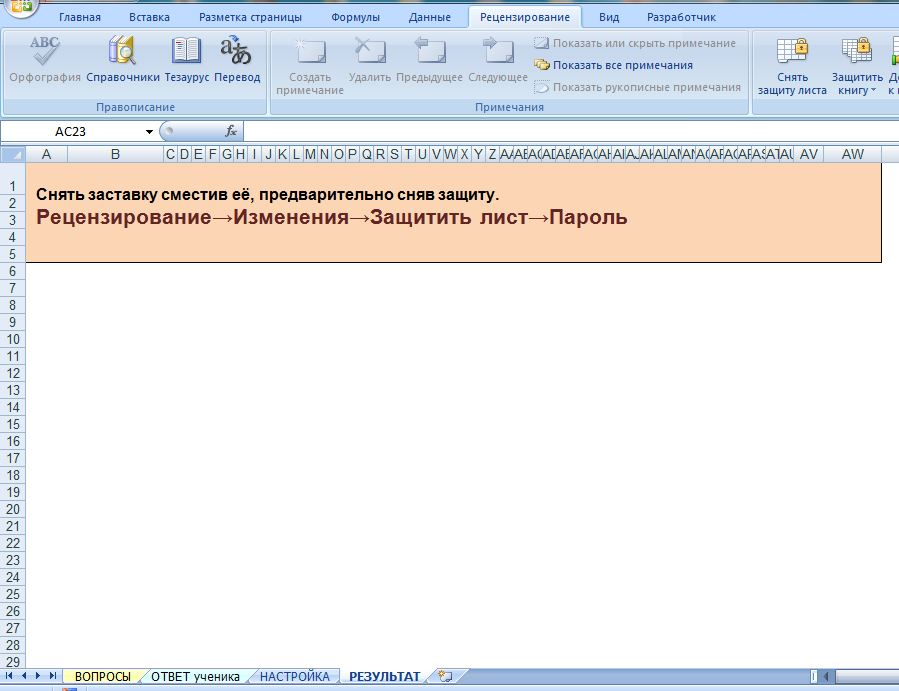 Главная Вставка Разметка страницы Формулы Данные Рецензирование Вид Разработчик
ABC
Орфография Справочники Тезаурус Перевод
Правописание
Создать примечание Удалить Предыдущее Следующее
Показать или скрыть примечание
Показать все примечания
Показать рукописные примечания
Примечания
Снять защиту листа
Защитить книгу
AC23
fx
A B C D E F G H I J K L M N O P Q R S T U V W X Y Z AV AW
1
Снять заставку сместив её, предварительно сняв защиту.
2
Рецензирование→Изменения→Защитить лист→Пароль
3
4
5
6
7
8
9
10
11
12
13
14
15
16
17
18
19
20
21
22
23
24
25
26
27
28
29
ВОПРОСЫ ОТВЕТ ученика НАСТРОЙКА РЕЗУЛЬТАТ